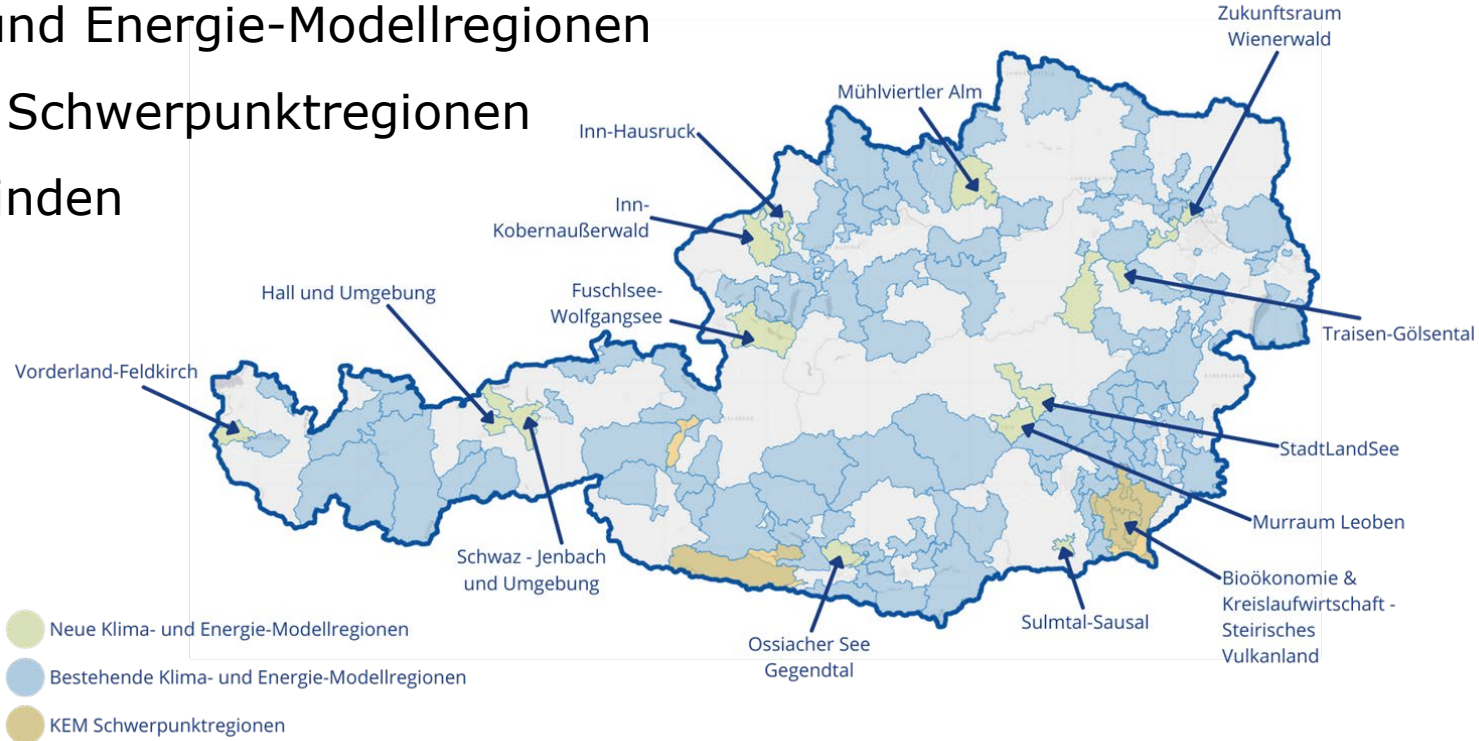 und Energie-Modellregionen
Schwerpunktregionen
inden
Zukunftsraum
Wienerwald
Mühlviertler Alm
Inn-Hausruck
Inn-
Kobernaußerwald
Hall und Umgebung
Fuschlsee-
Wolfgangsee
Traisen-Gölsental
Vorderland-Feldkirch
StadtLandSee
Murraum Leoben
Schwaz - Jenbach
und Umgebung
Bioökonomie &
Kreislaufwirtschaft -
Steirisches
Vulkanland
Sulmtal-Sausal
Ossiacher See
Gegendtal
Neue Klima- und Energie-Modellregionen
Bestehende Klima- und Energie-Modellregionen
KEM Schwerpunktregionen